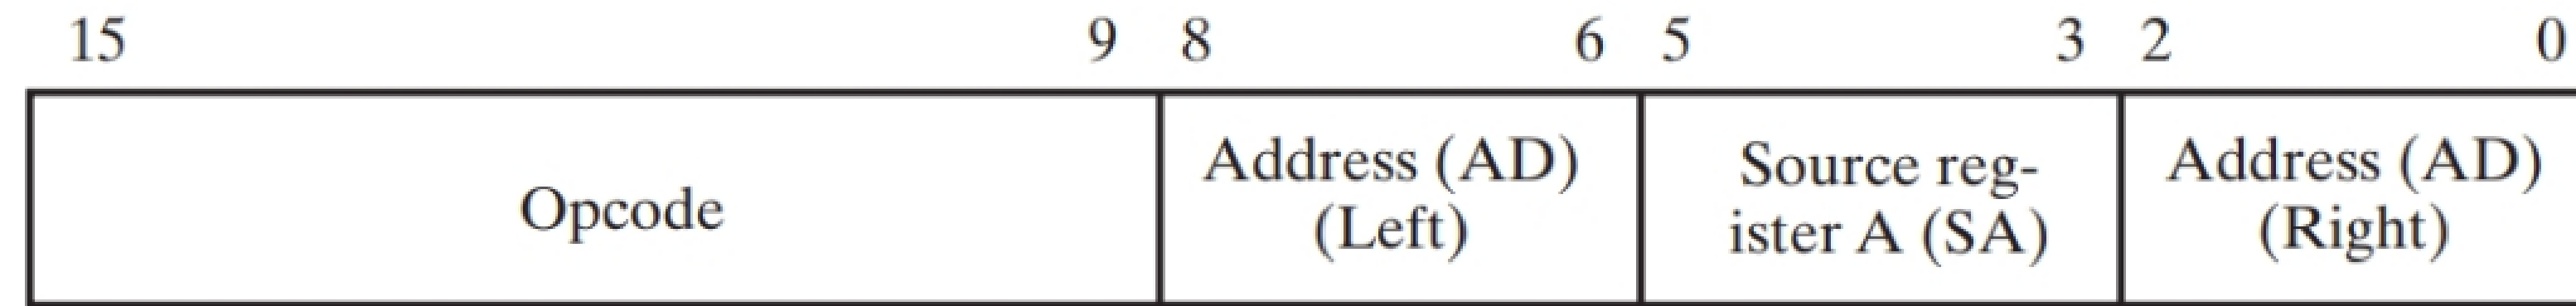 15 9 8 6 5 3 2 0
Opcode
Address (AD)
(Left)
Source reg-
ister A (SA)
Address (AD)
(Right)